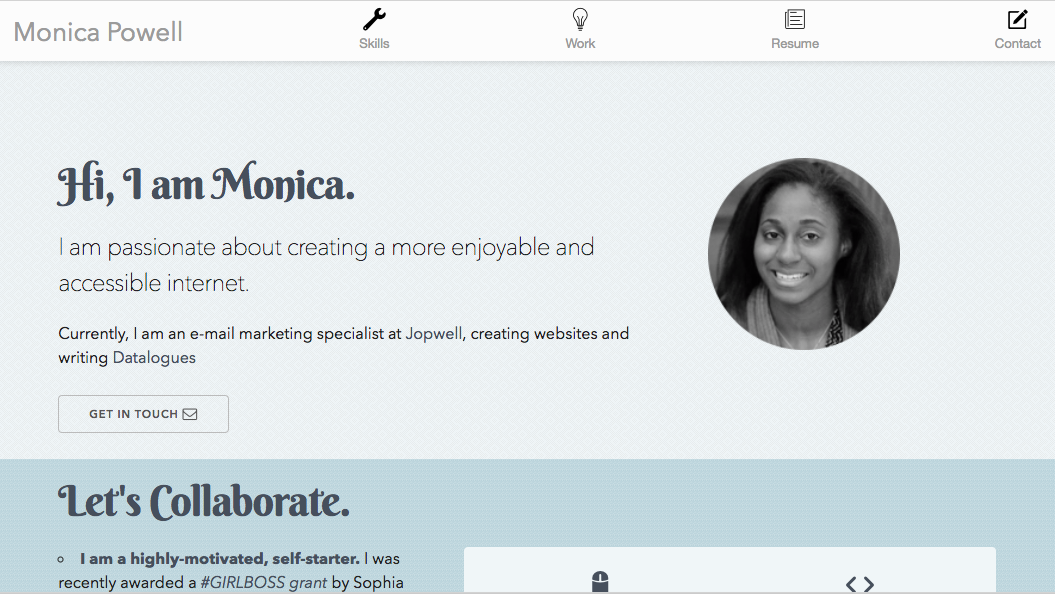 Monica Powell
Skills
Work
Resume
Contact
Hi, I am Monica.
I am passionate about creating a more enjoyable and
accessible internet.
Currently, I am an e-mail marketing specialist at Jopwell, creating websites and
writing Datalogues
GET IN TOUCH
Let's Collaborate.
I am a highly-motivated, self-starter. I was
recently awarded a #GIRLBOSS grant by Sophia